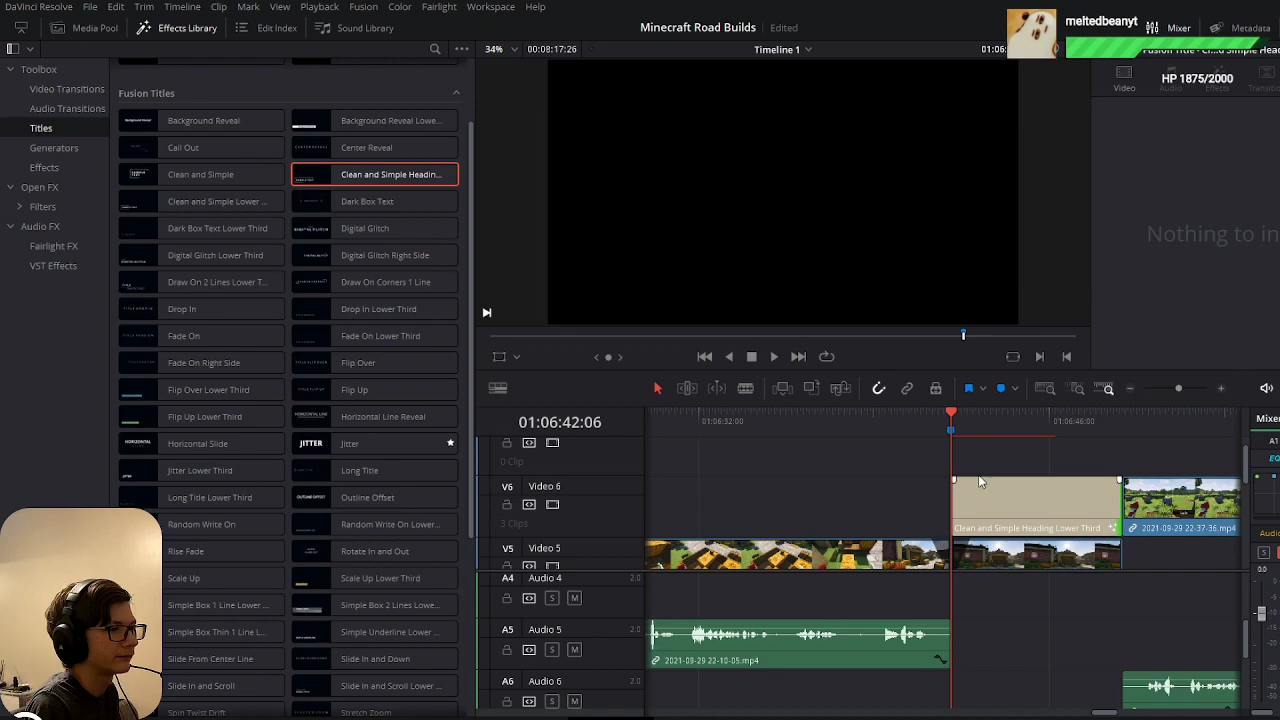 DaVinci Resolve File Edit Trim Timeline Clip Mark View Playback Fusion Color Fairlight Workspace Help
Media Pool Effects Library Edit Index Sound Library Minecraft Road Builds Edited Mixer Metadata
meltedbeanyt
HP 1875/2000
34% 00:08:17:26 Timeline 1
Toolbox
Video Transitions
Audio Transitions
Titles
Generators
Effects
Open FX
Filters
Audio FX
Fairlight FX
VST Effects
Fusion Titles
Background Reveal Background Reveal Lowe...
Call Out Center Reveal
Clean and Simple Clean and Simple Headin...
Clean and Simple Lower ... Dark Box Text
Dark Box Text Lower Third Digital Glitch
Digital Glitch Lower Third Digital Glitch Right Side
Draw On 2 Lines Lower T... Draw On Corners 1 Line
Drop In Drop In Lower Third
Fade On Fade On Lower Third
Fade On Right Side Flip Over
Flip Over Lower Third Flip Up
Flip Up Lower Third Horizontal Line Reveal
Horizontal Slide Jitter
Jitter Lower Third Long Title
Long Title Lower Third Outline Offset
Random Write On Random Write On Lower...
Rise Fade Rotate In and Out
Scale Up Scale Up Lower Third
Simple Box 1 Line Lower ... Simple Box 2 Lines Lowe...
Simple Box Thin 1 Line L... Simple Underline Lower ...
Slide From Center Slide In and Down
Slide In and Scroll Slide In and Scroll Lower ...
Spin Twist Drift Stretch Zoom
Video Audio Effects
Nothing to in
01:06:42:06
01:06:32:00 01:06:46:00
0 Clip
V6 Video 6
3 Clips
V5 Video 5
A4 Audio 4 2.0
S M
A5 Audio 5 2.0
S M
A6 Audio 6 2.0
Clean and Simple Heading Lower Third
2021-09-29 22-37-36.mp4
2021-09-29 22-10-05.mp4
Mixer
A1
EQ
S
0.0